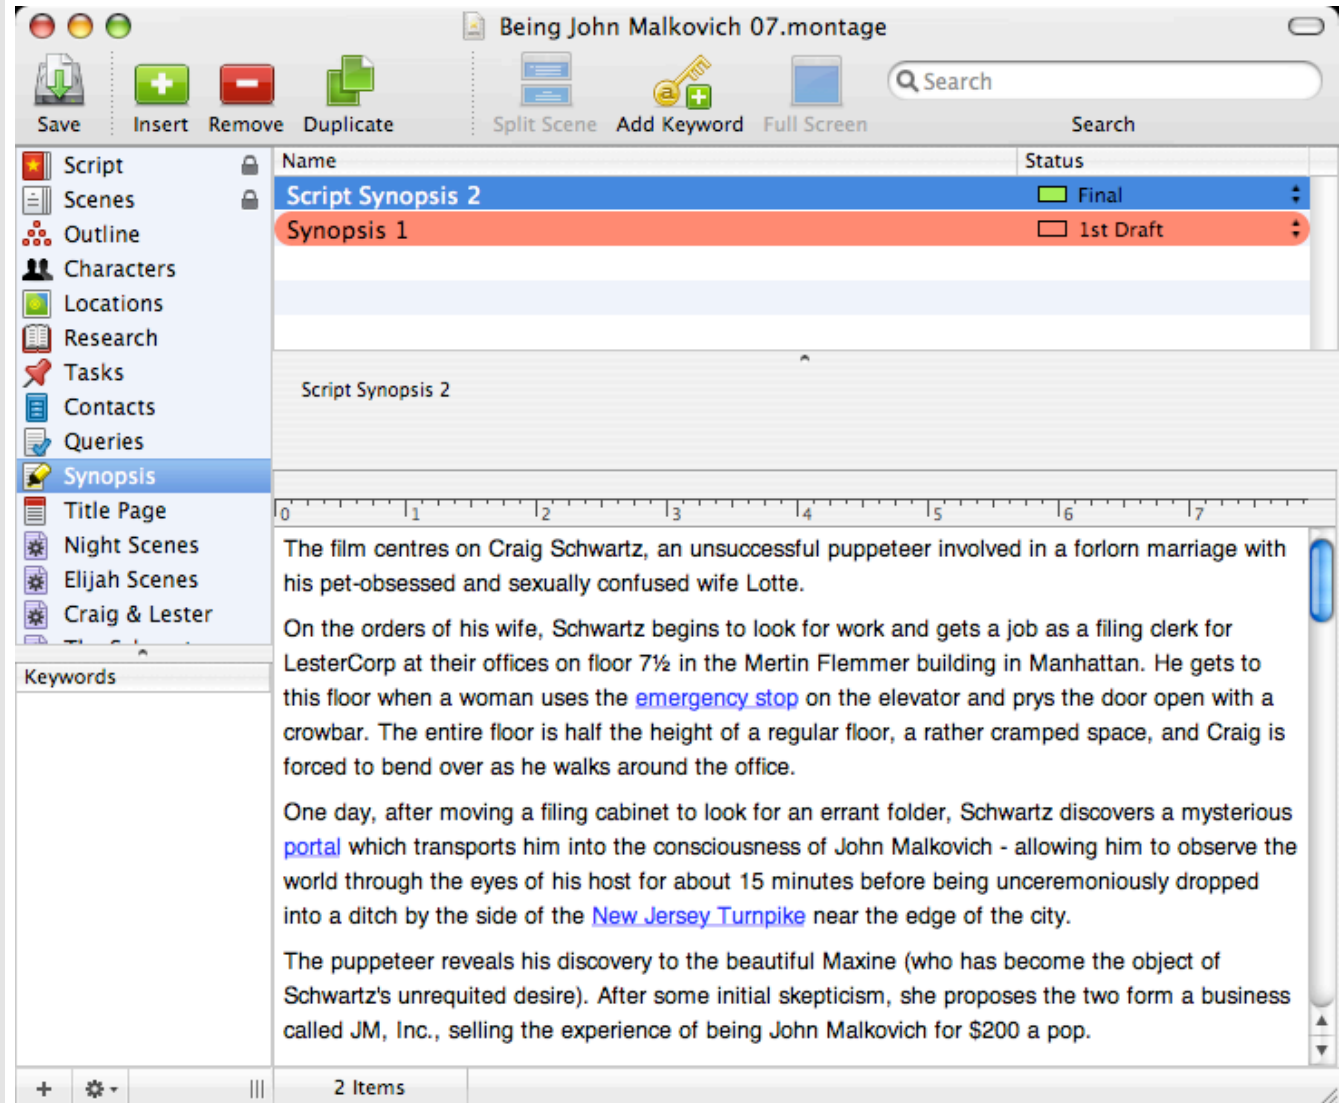 Being John Malkovich 07.montage
Save Insert Remove Duplicate Split Scene Add Keyword Full Screen Search
Search
Script
Scenes
Outline
Characters
Locations
Research
Tasks
Contacts
Queries
Synopsis
Title Page
Night Scenes
Elijah Scenes
Craig & Lester
Keywords
Name Status
Script Synopsis 2 Final
Synopsis 1 1st Draft
Script Synopsis 2
0 1 2 3 4 5 6 7
The film centres on Craig Schwartz, an unsuccessful puppeteer involved in a forlorn marriage with
his pet-obsessed and sexually confused wife Lotte.
On the orders of his wife, Schwartz begins to look for work and gets a job as a filing clerk for
LesterCorp at their offices on floor 7½ in the Mertin Flemmer building in Manhattan. He gets to
this floor when a woman uses the emergency stop on the elevator and prys the door open with a
crowbar. The entire floor is half the height of a regular floor, a rather cramped space, and Craig is
forced to bend over as he walks around the office.
One day, after moving a filing cabinet to look for an errant folder, Schwartz discovers a mysterious
portal which transports him into the consciousness of John Malkovich - allowing him to observe the
world through the eyes of his host for about 15 minutes before being unceremoniously dropped
into a ditch by the side of the New Jersey Turnpike near the edge of the city.
The puppeteer reveals his discovery to the beautiful Maxine (who has become the object of
Schwartz's unrequited desire). After some initial skepticism, she proposes the two form a business
called JM, Inc., selling the experience of being John Malkovich for $200 a pop.
2 Items